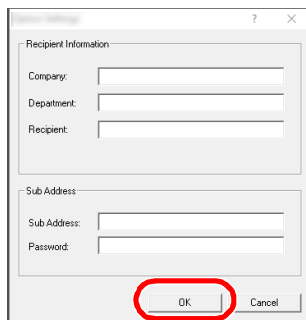 ?
Recipient Information
Company:
Department:
Recipient:
Sub Address
Sub Address:
Password:
OK
Cancel